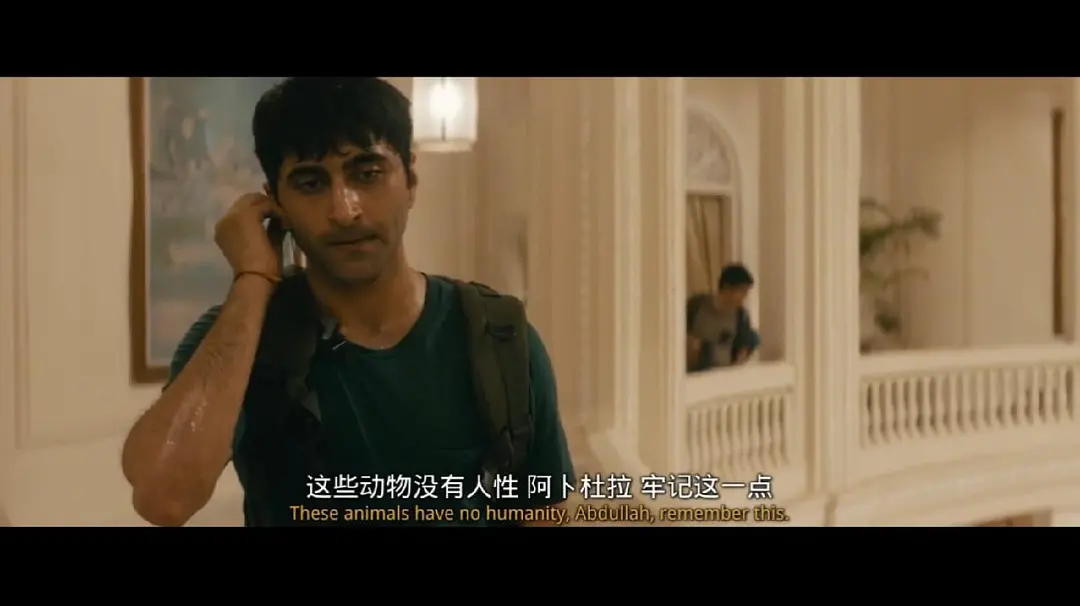 这些动物没有人性 阿卜杜拉 牢记这一点
These animals have no humanity, Abdullah, remember this.